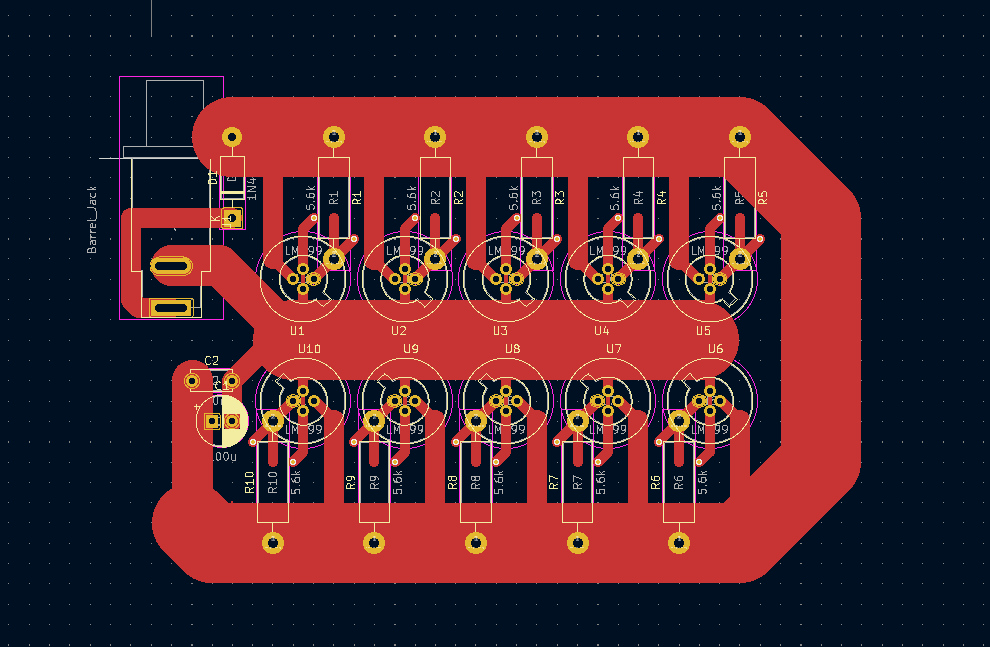 Barrel_Jack
D1
D
1N4
K
R1
R1
5.6k
R2
R2
5.6k
R3
R3
5.6k
R4
R4
5.6k
R5
R5
5.6k
LM 99
LM 99
LM 99
LM 99
LM 99
U1
U2
U3
U4
U5
U10
U9
U8
U7
U6
C2
+
00u
LM 99
LM 99
LM 99
LM 99
LM 99
R10
R10
5.6k
R9
R9
5.6k
R8
R8
5.6k
R7
R7
5.6k
R6
R6
5.6k